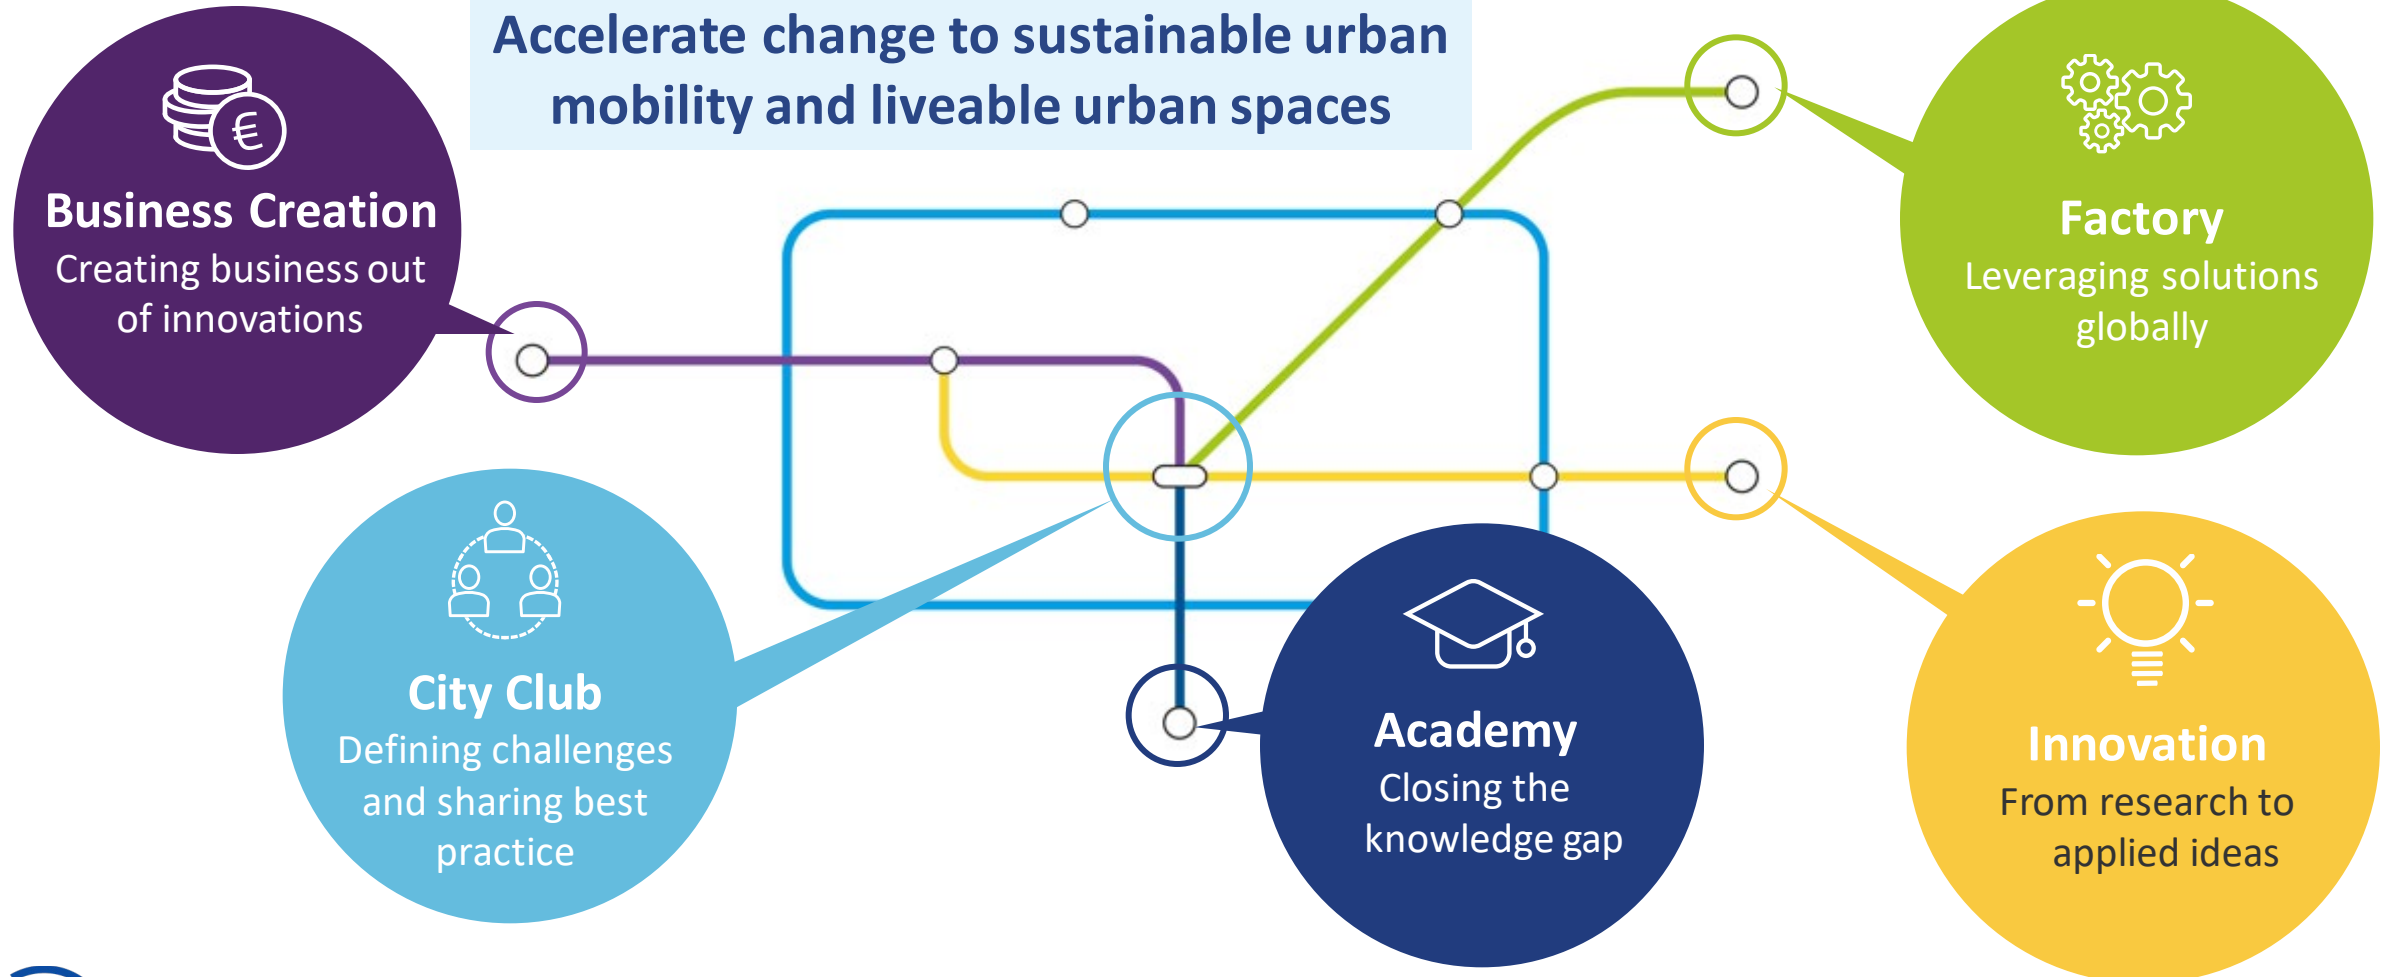 Accelerate change to sustainable urban
mobility and liveable urban spaces
€
Business Creation
Creating business out
of innovations
Factory
Leveraging solutions
globally
City Club
Defining challenges
and sharing best
practice
Academy
Closing the
knowledge gap
Innovation
From research to
applied ideas